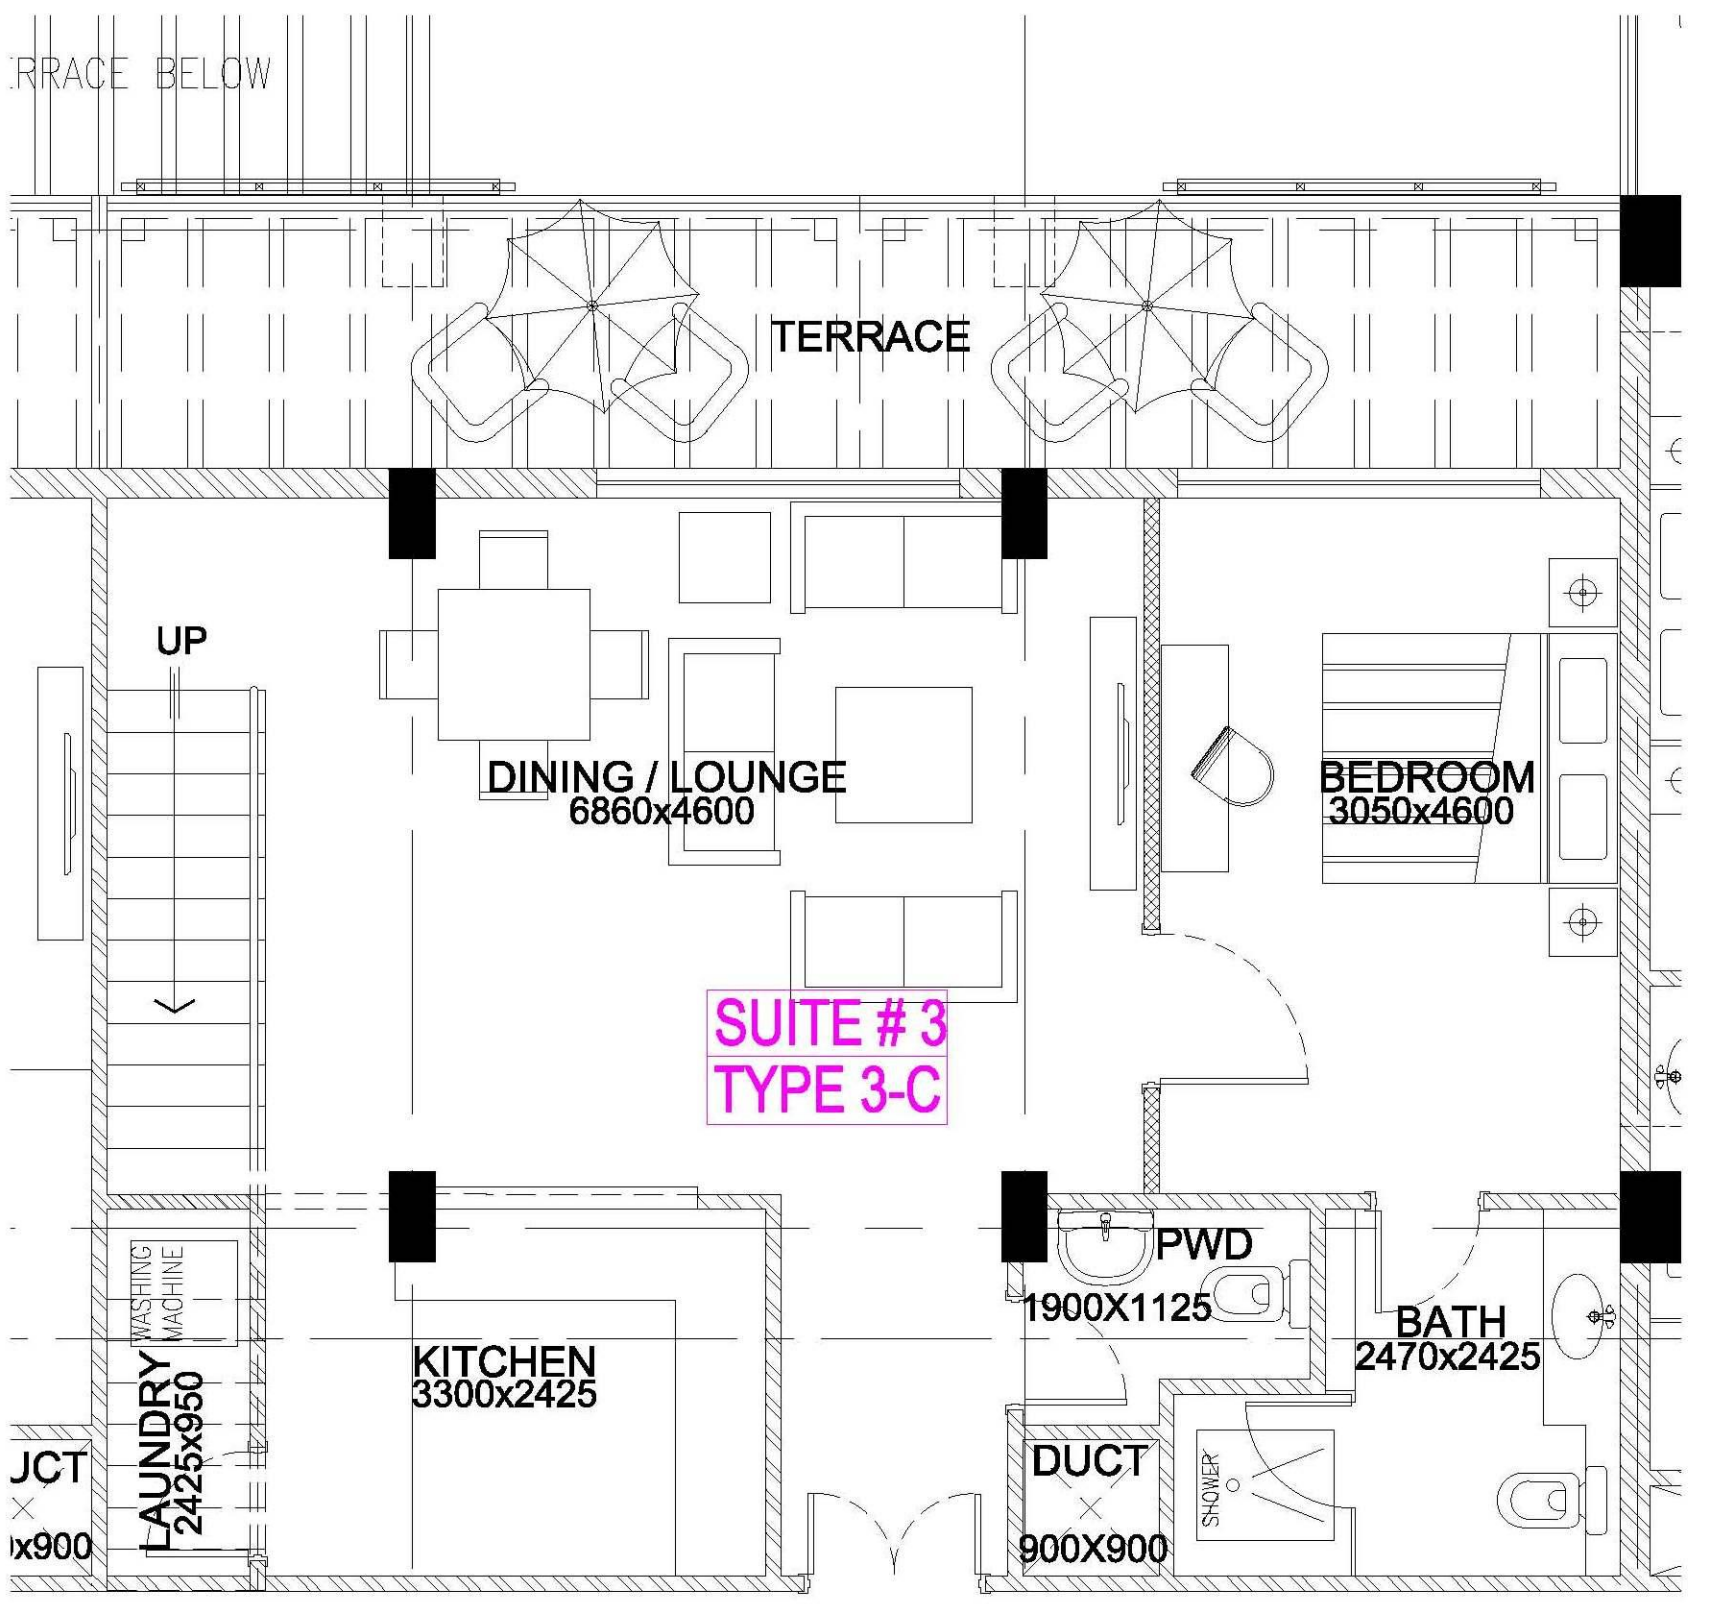 RRACE BELOW
TERRACE
UP
DINING / LOUNGE
6860x4600
BEDROOM
3050x4600
SUITE # 3
TYPE 3-C
PWD
1900X1125
WASHING
MACHINE
BATH
2470x2425
KITCHEN
3300x2425
LAUNDRY
2425x950
SHOWER
DUCT
900X900
UCT
x900